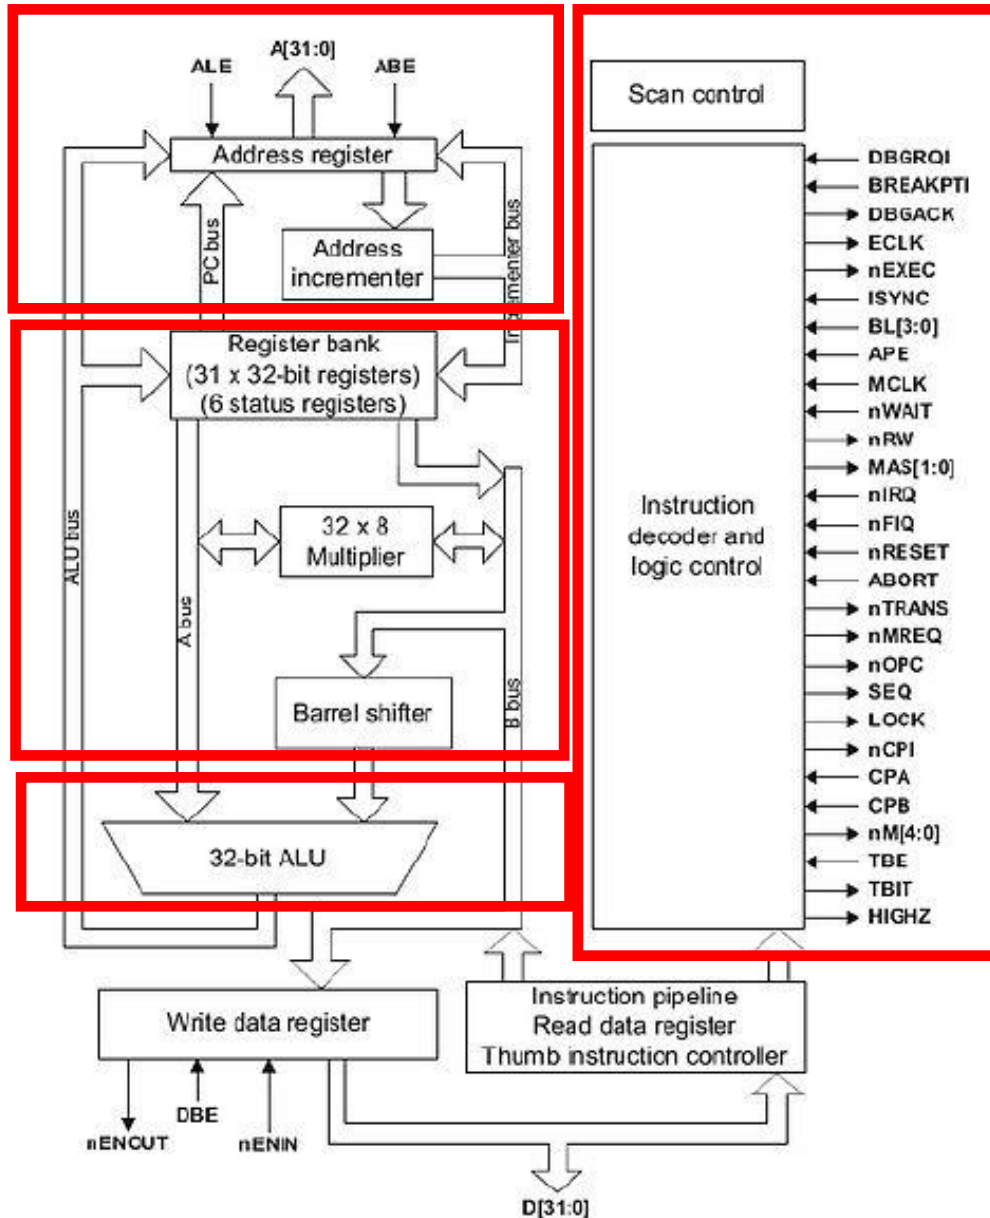 A[31:0]
ALE
ABE
Address register
PC bus
Address
incrementer
Incrementer bus
Register bank
(31 x 32-bit registers)
(6 status registers)
ALU bus
A bus
32 x 8
Multiplier
Barrel shifter
B bus
32-bit ALU
Write data register
Instruction pipeline
Read data register
Thumb instruction controller
nENCUT
DBE
nENIN
D[31:0]
Scan control
Instruction
decoder and
logic control
DBGRQI
BREAKPTI
DBGACK
ECLK
nEXEC
ISYNC
BL[3:0]
APE
MCLK
nWAIT
nRW
MAS[1:0]
nIRQ
nFIQ
nRESET
ABORT
nTRANS
nMREQ
nOPC
SEQ
LOCK
nCPI
CPA
CPB
nM[4:0]
TBE
TBIT
HIGHZ